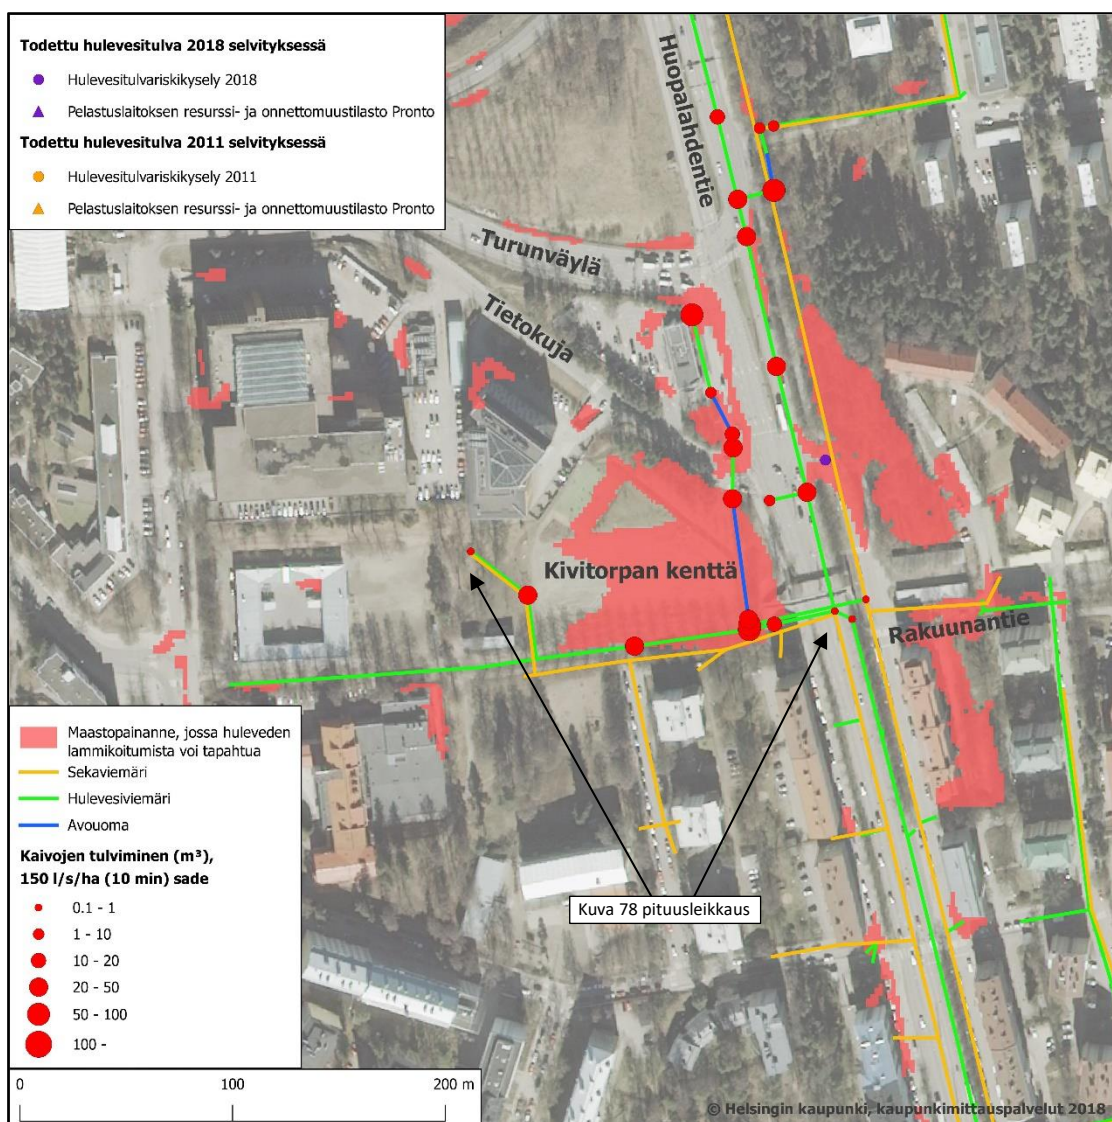 Todettu hulevesitulva 2018 selvityksessä
Hulevesitulvariskikysely 2018
Pelastuslaitoksen resurssi- ja onnettomuustilasto Pronto
Todettu hulevesitulva 2011 selvityksessä
Hulevesitulvariskikysely 2011
Pelastuslaitoksen resurssi- ja onnettomuustilasto Pronto
Huopalahdentie
Turunväylä
Tietokuja
Kivitorpan kenttä
Rakuunantie
Maastopainanne, jossa huleveden
lammikoitumista voi tapahtua
Sekaviemäri
Hulevesiviemäri
Avouoma
Kaivojen tulviminen (m³),
150 l/s/ha (10 min) sade
0.1 - 1
1 - 10
10 - 20
20 - 50
50 - 100
100 -
Kuva 78 pituusleikkaus
0 100 200 m
© Helsingin kaupunki, kaupunkimittauspalvelut 2018